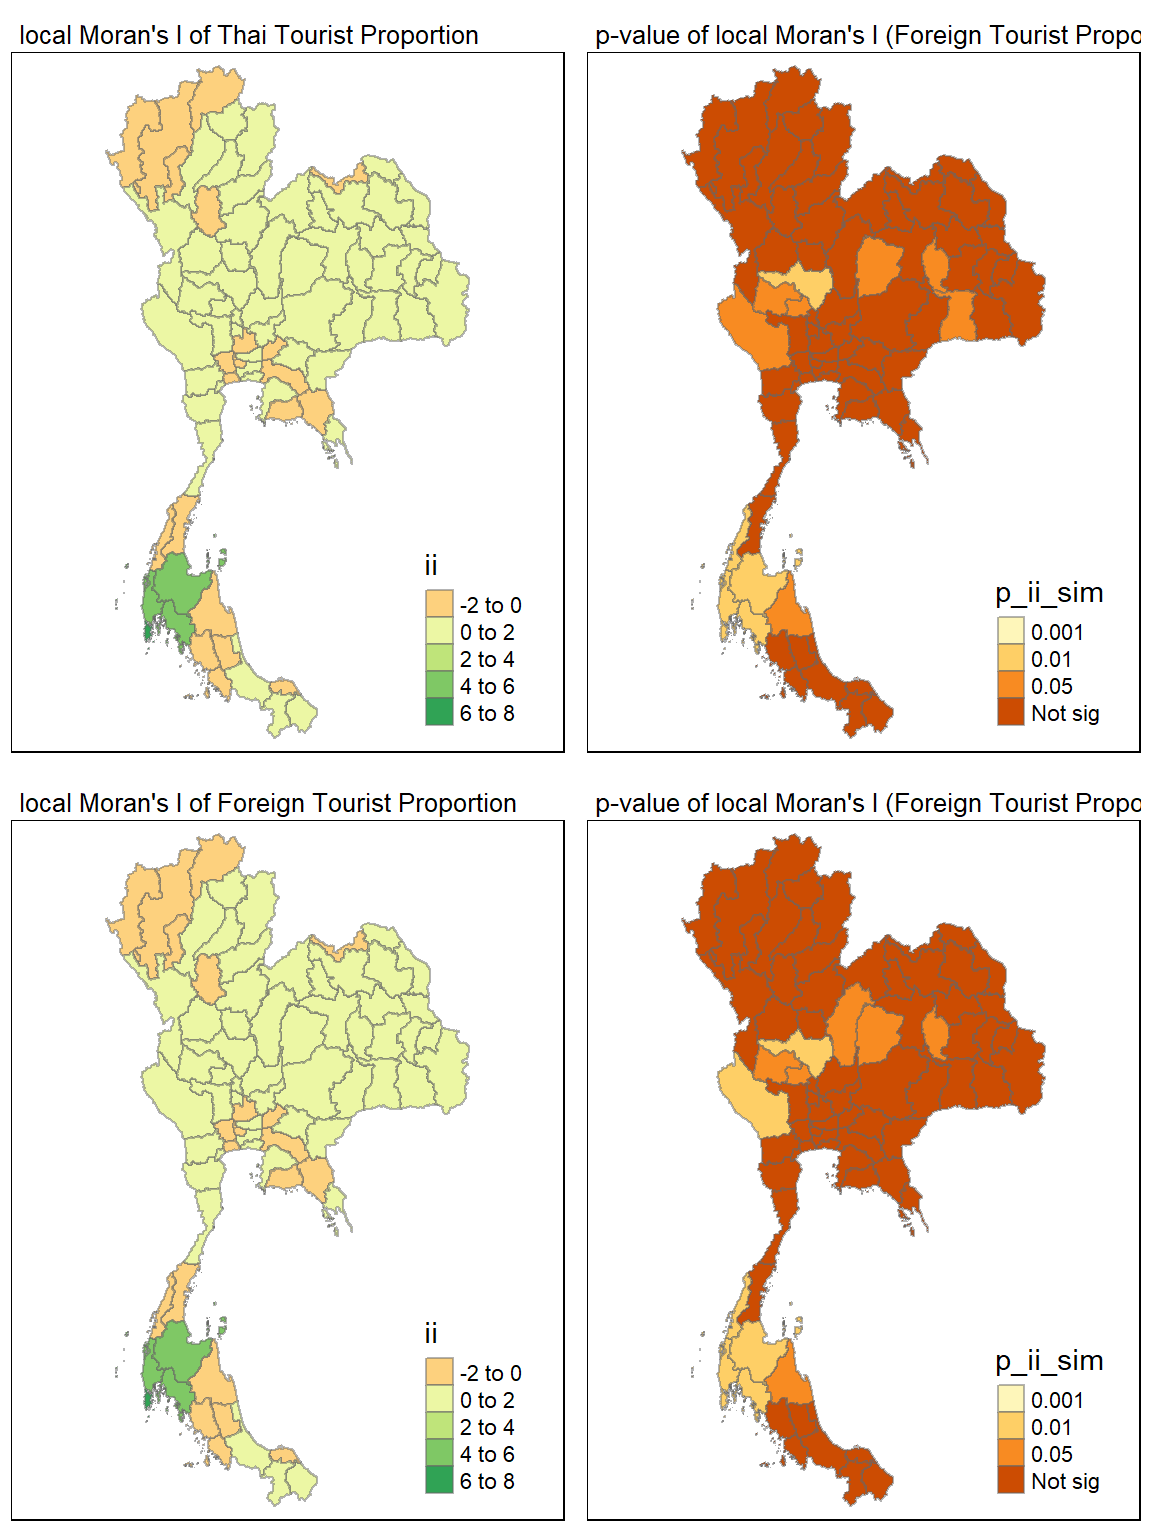 local Moran's I of Thai Tourist Proportion
p-value of local Moran's I (Foreign Tourist Propo
ii
-2 to 0
0 to 2
2 to 4
4 to 6
6 to 8
p_ii_sim
0.001
0.01
0.05
Not sig
local Moran's I of Foreign Tourist Proportion
p-value of local Moran's I (Foreign Tourist Propo
ii
-2 to 0
0 to 2
2 to 4
4 to 6
6 to 8
p_ii_sim
0.001
0.01
0.05
Not sig